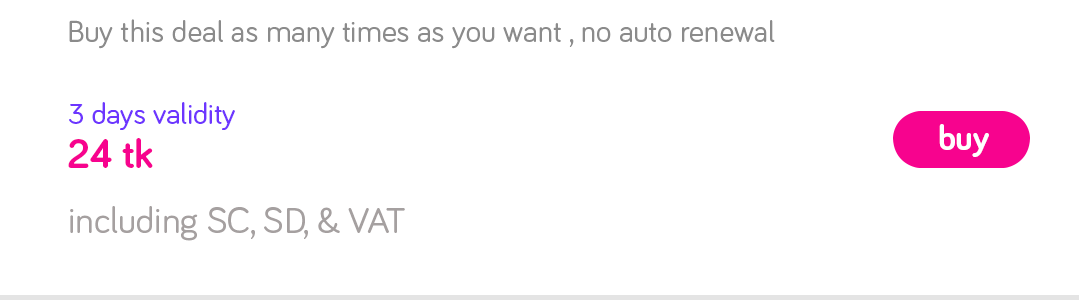 Buy this deal as many times as you want , no auto renewal
3 days validity
24 tk
buy
including SC, SD, & VAT